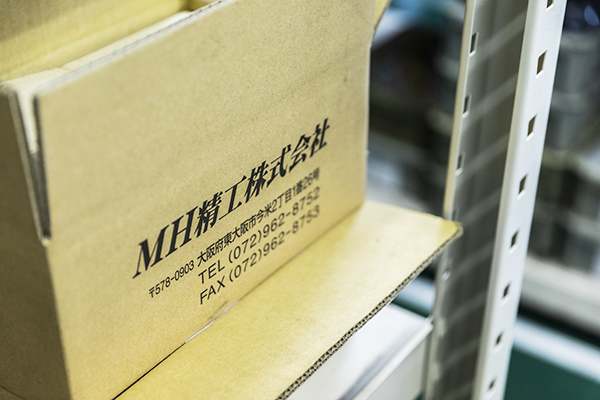 MH精工株式会社
〒578-0903 大阪府東大阪市今米2丁目1番26号
TEL (072)962-8752
FAX (072)962-8753